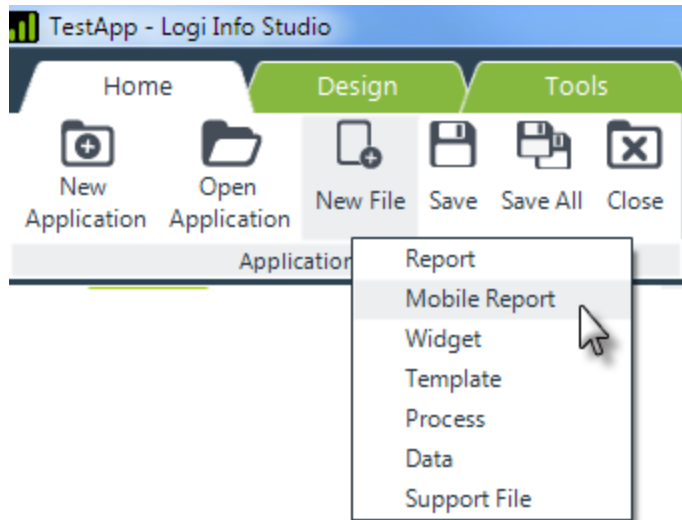 TestApp - Logi Info Studio
Home Design Tools
New Application Open Application New File Save Save All Close
Application
Report
Mobile Report
Widget
Template
Process
Data
Support File